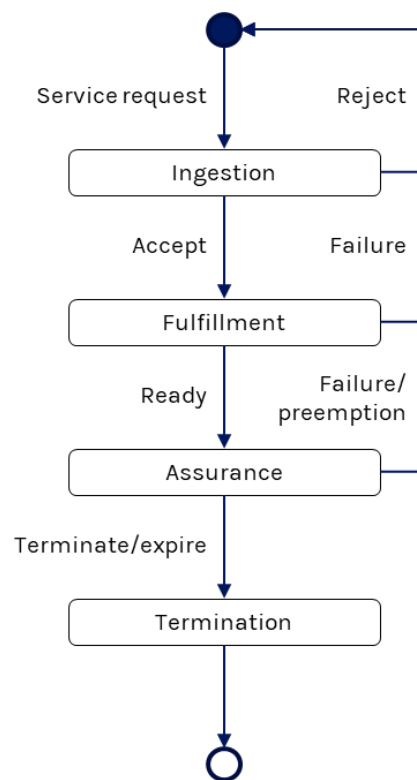 Service request
Reject
Ingestion
Accept
Failure
Fulfillment
Ready
Failure/
preemption
Assurance
Terminate/expire
Termination